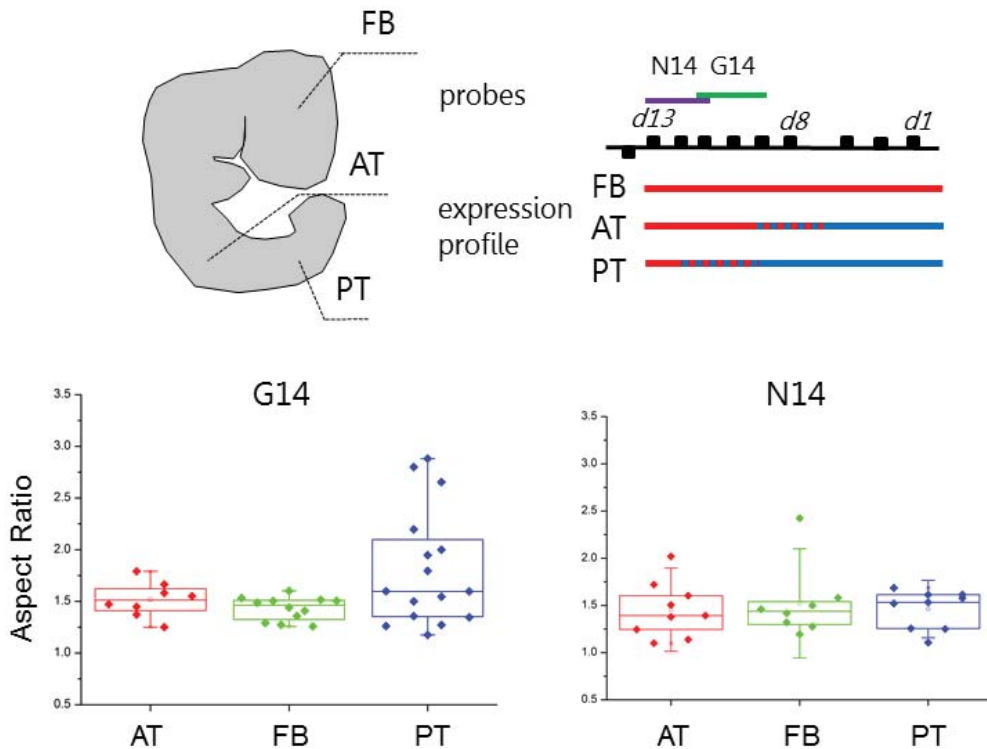 FB
AT
PT
probes
N14 G14
d13 d8 d1
expression
profile
FB
AT
PT
G14
Aspect Ratio
3.5
3.0
2.5
2.0
1.5
1.0
0.5
AT FB PT
N14
3.5
3.0
2.5
2.0
1.5
1.0
0.5
AT FB PT